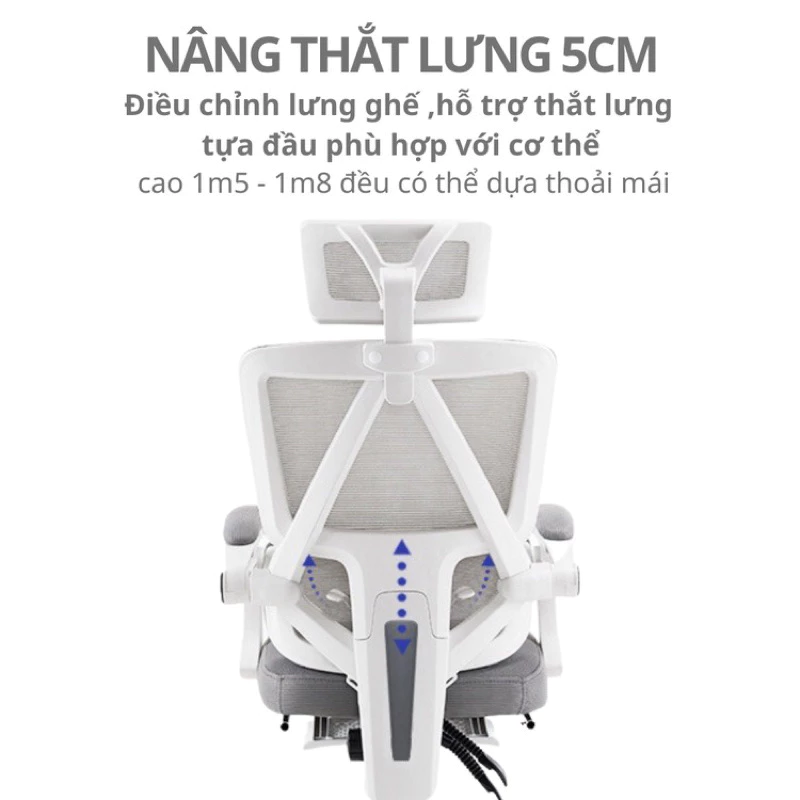 NÂNG THẮT LƯNG 5CM
Điều chỉnh lưng ghế ,hỗ trợ thắt lưng
tựa đầu phù hợp với cơ thể
cao 1m5 - 1m8 đều có thể dựa thoải mái